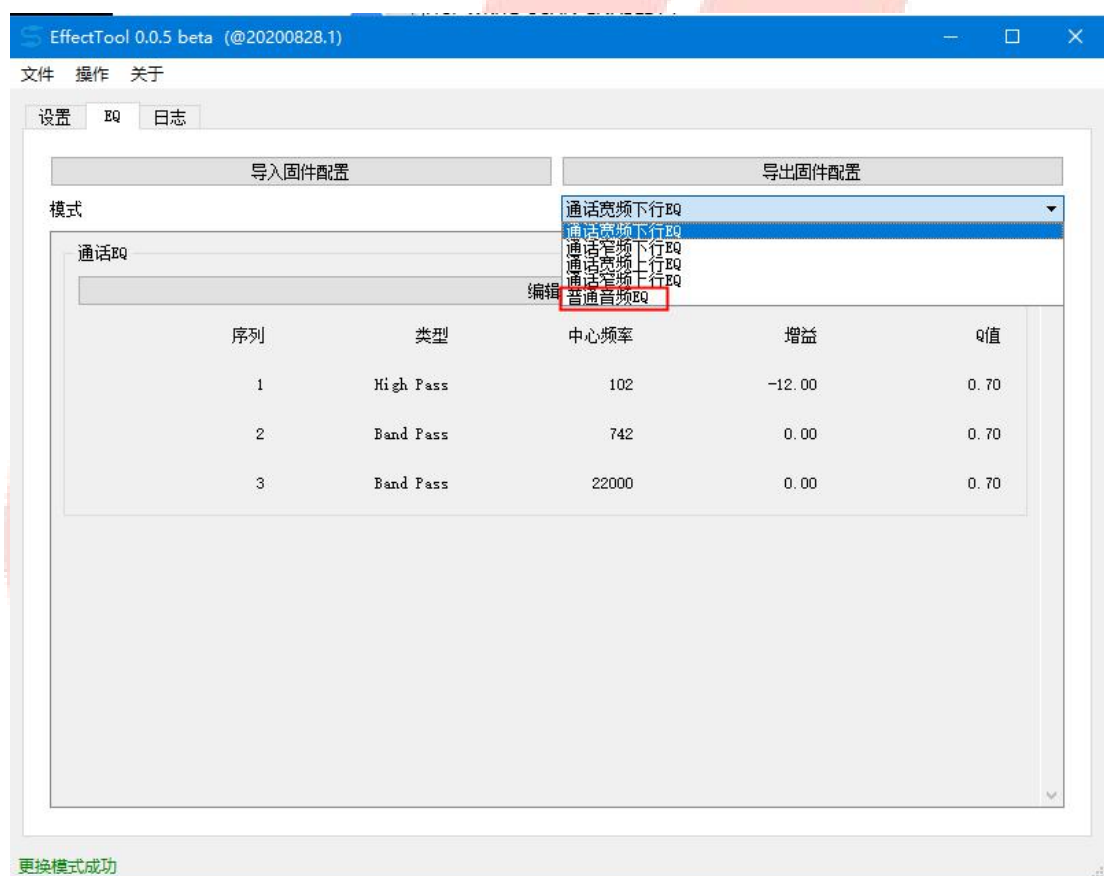 EffectTool 0.0.5 beta (@20200828.1)
文件 操作 关于
设置 EQ 日志
导入固件配置 导出固件配置
模式 通话宽频下行EQ
通话宽频下行EQ
通话窄频下行EQ
通话宽频上行EQ
通话窄频上行EQ
普通音频EQ
通话EQ
编辑
序列 类型 中心频率 增益 Q值
1 High Pass 102 -12.00 0.70
2 Band Pass 742 0.00 0.70
3 Band Pass 22000 0.00 0.70
更换模式成功